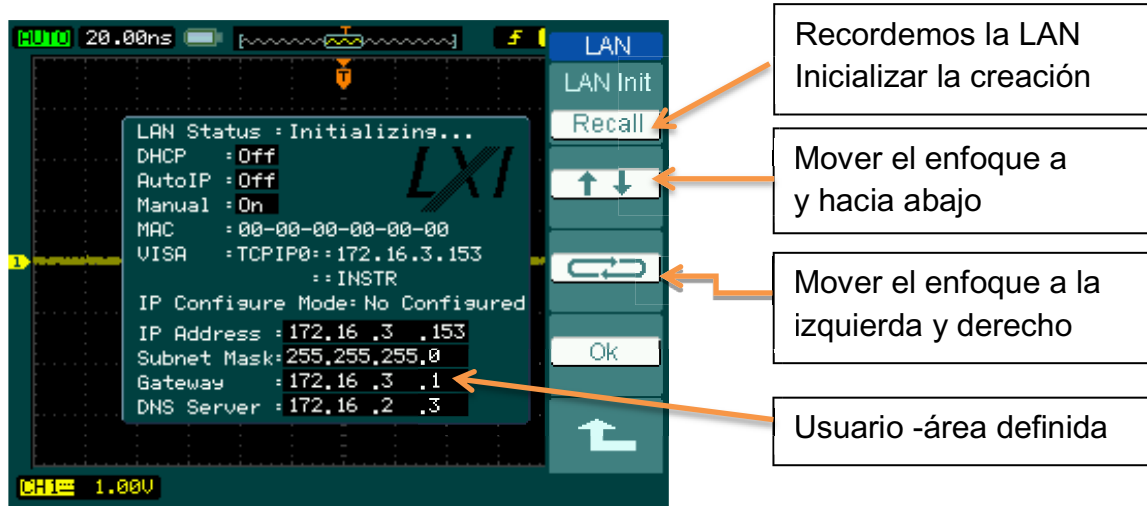 AUTO 20.00ns
T
LAN
LAN Init
Recall
Ok
LAN Status :Initializing...
DHCP :Off
AutoIP :Off
Manual :On
LXI
MAC :00-00-00-00-00-00
VISA :TCPIP0::172.16.3.153
::INSTR
IP Configure Mode:No Configured
IP Address :172.16 .3 .153
Subnet Mask:255.255.255.0
Gateway :172.16 .3 .1
DNS Server :172.16 .2 .3
1
CH1 1.00V
Recordemos la LAN
Inicializar la creación
Mover el enfoque a
y hacia abajo
Mover el enfoque a la
izquierda y derecho
Usuario -área definida